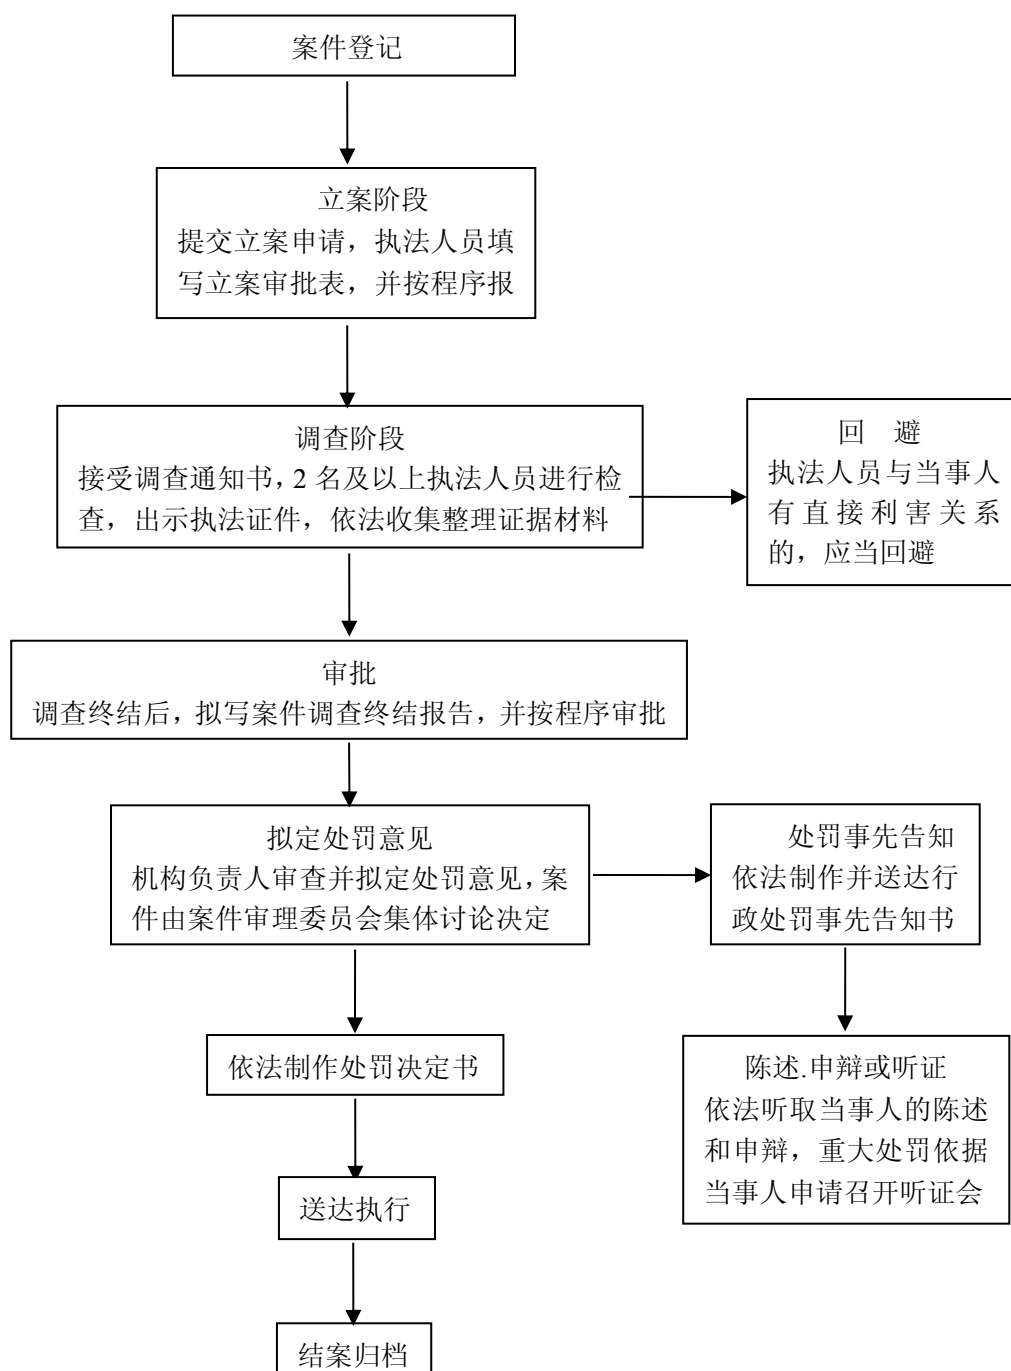 案件登记
立案阶段
提交立案申请，执法人员填
写立案审批表，并按程序报
调查阶段
接受调查通知书，2 名及以上执法人员进行检
查，出示执法证件，依法收集整理证据材料
回 避
执法人员与当事人
有直接利害关系
的，应当回避
审批
调查终结后，拟写案件调查终结报告，并按程序审批
拟定处罚意见
机构负责人审查并拟定处罚意见，案
件由案件审理委员会集体讨论决定
处罚事先告知
依法制作并送达行
政处罚事先告知书
依法制作处罚决定书
陈述.申辩或听证
依法听取当事人的陈述
和申辩，重大处罚依据
当事人申请召开听证会
送达执行
结案归档